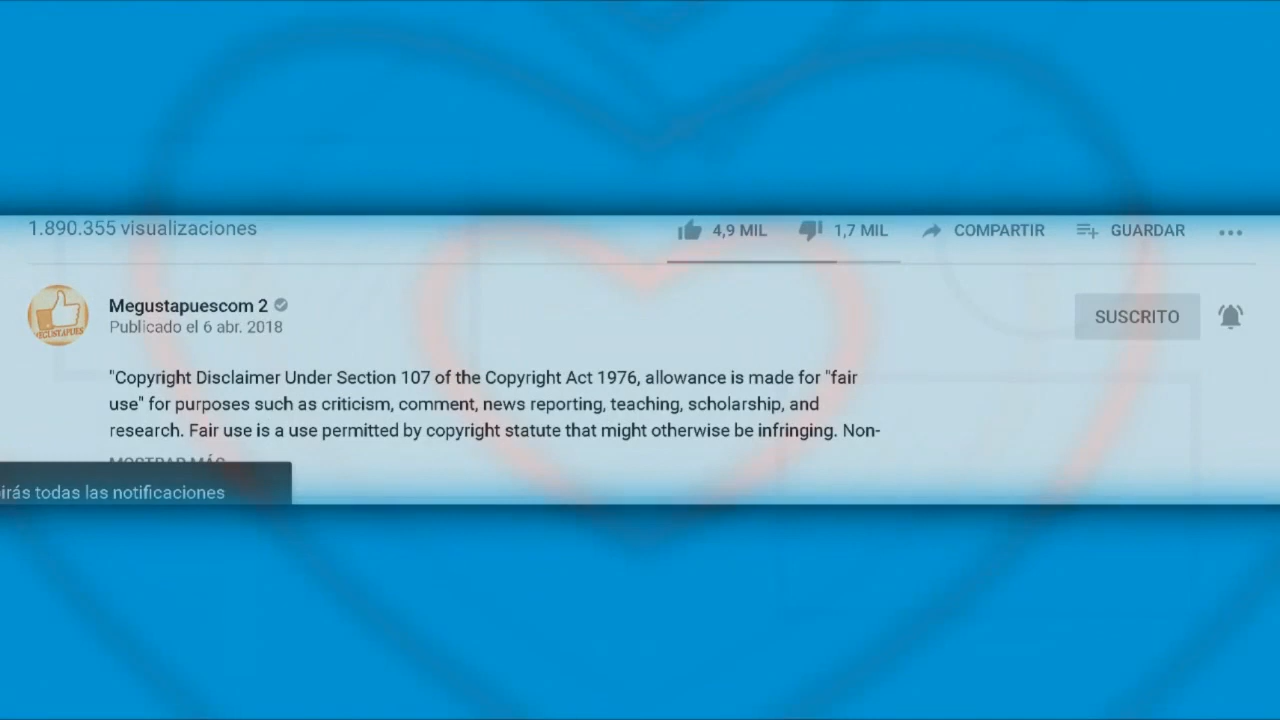 1.890.355 visualizaciones
4,9 MIL
1,7 MIL
COMPARTIR
GUARDAR
Megustapuescom 2
Publicado el 6 abr. 2018
SUSCRITO
"Copyright Disclaimer Under Section 107 of the Copyright Act 1976, allowance is made for "fair
use" for purposes such as criticism, comment, news reporting, teaching, scholarship, and
research. Fair use is a use permitted by copyright statute that might otherwise be infringing. Non-
MOSTRAR MÁS
irás todas las notificaciones